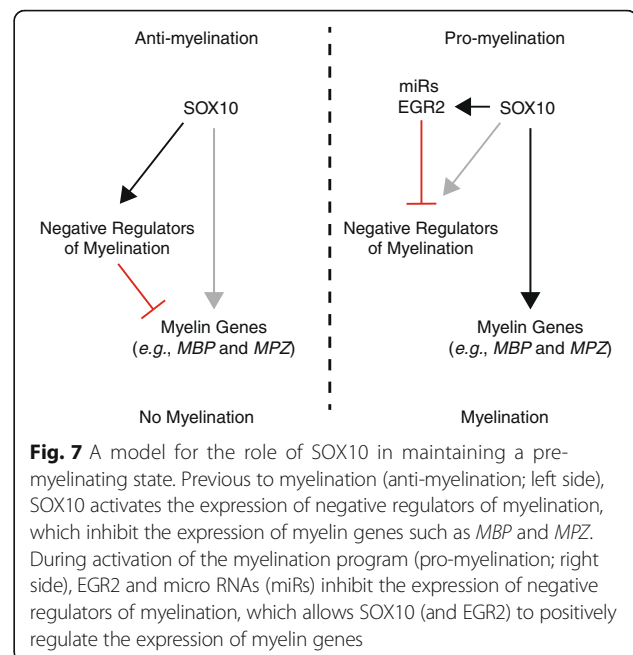 Anti-myelination
Pro-myelination
SOX10
miRs
EGR2
SOX10
Negative Regulators
of Myelination
Negative Regulators
of Myelination
Myelin Genes
(e.g., MBP and MPZ)
Myelin Genes
(e.g., MBP and MPZ)
No Myelination
Myelination
Fig. 7 A model for the role of SOX10 in maintaining a pre-
myelinating state. Previous to myelination (anti-myelination; left side),
SOX10 activates the expression of negative regulators of myelination,
which inhibit the expression of myelin genes such as MBP and MPZ.
During activation of the myelination program (pro-myelination; right
side), EGR2 and micro RNAs (miRs) inhibit the expression of negative
regulators of myelination, which allows SOX10 (and EGR2) to positively
regulate the expression of myelin genes